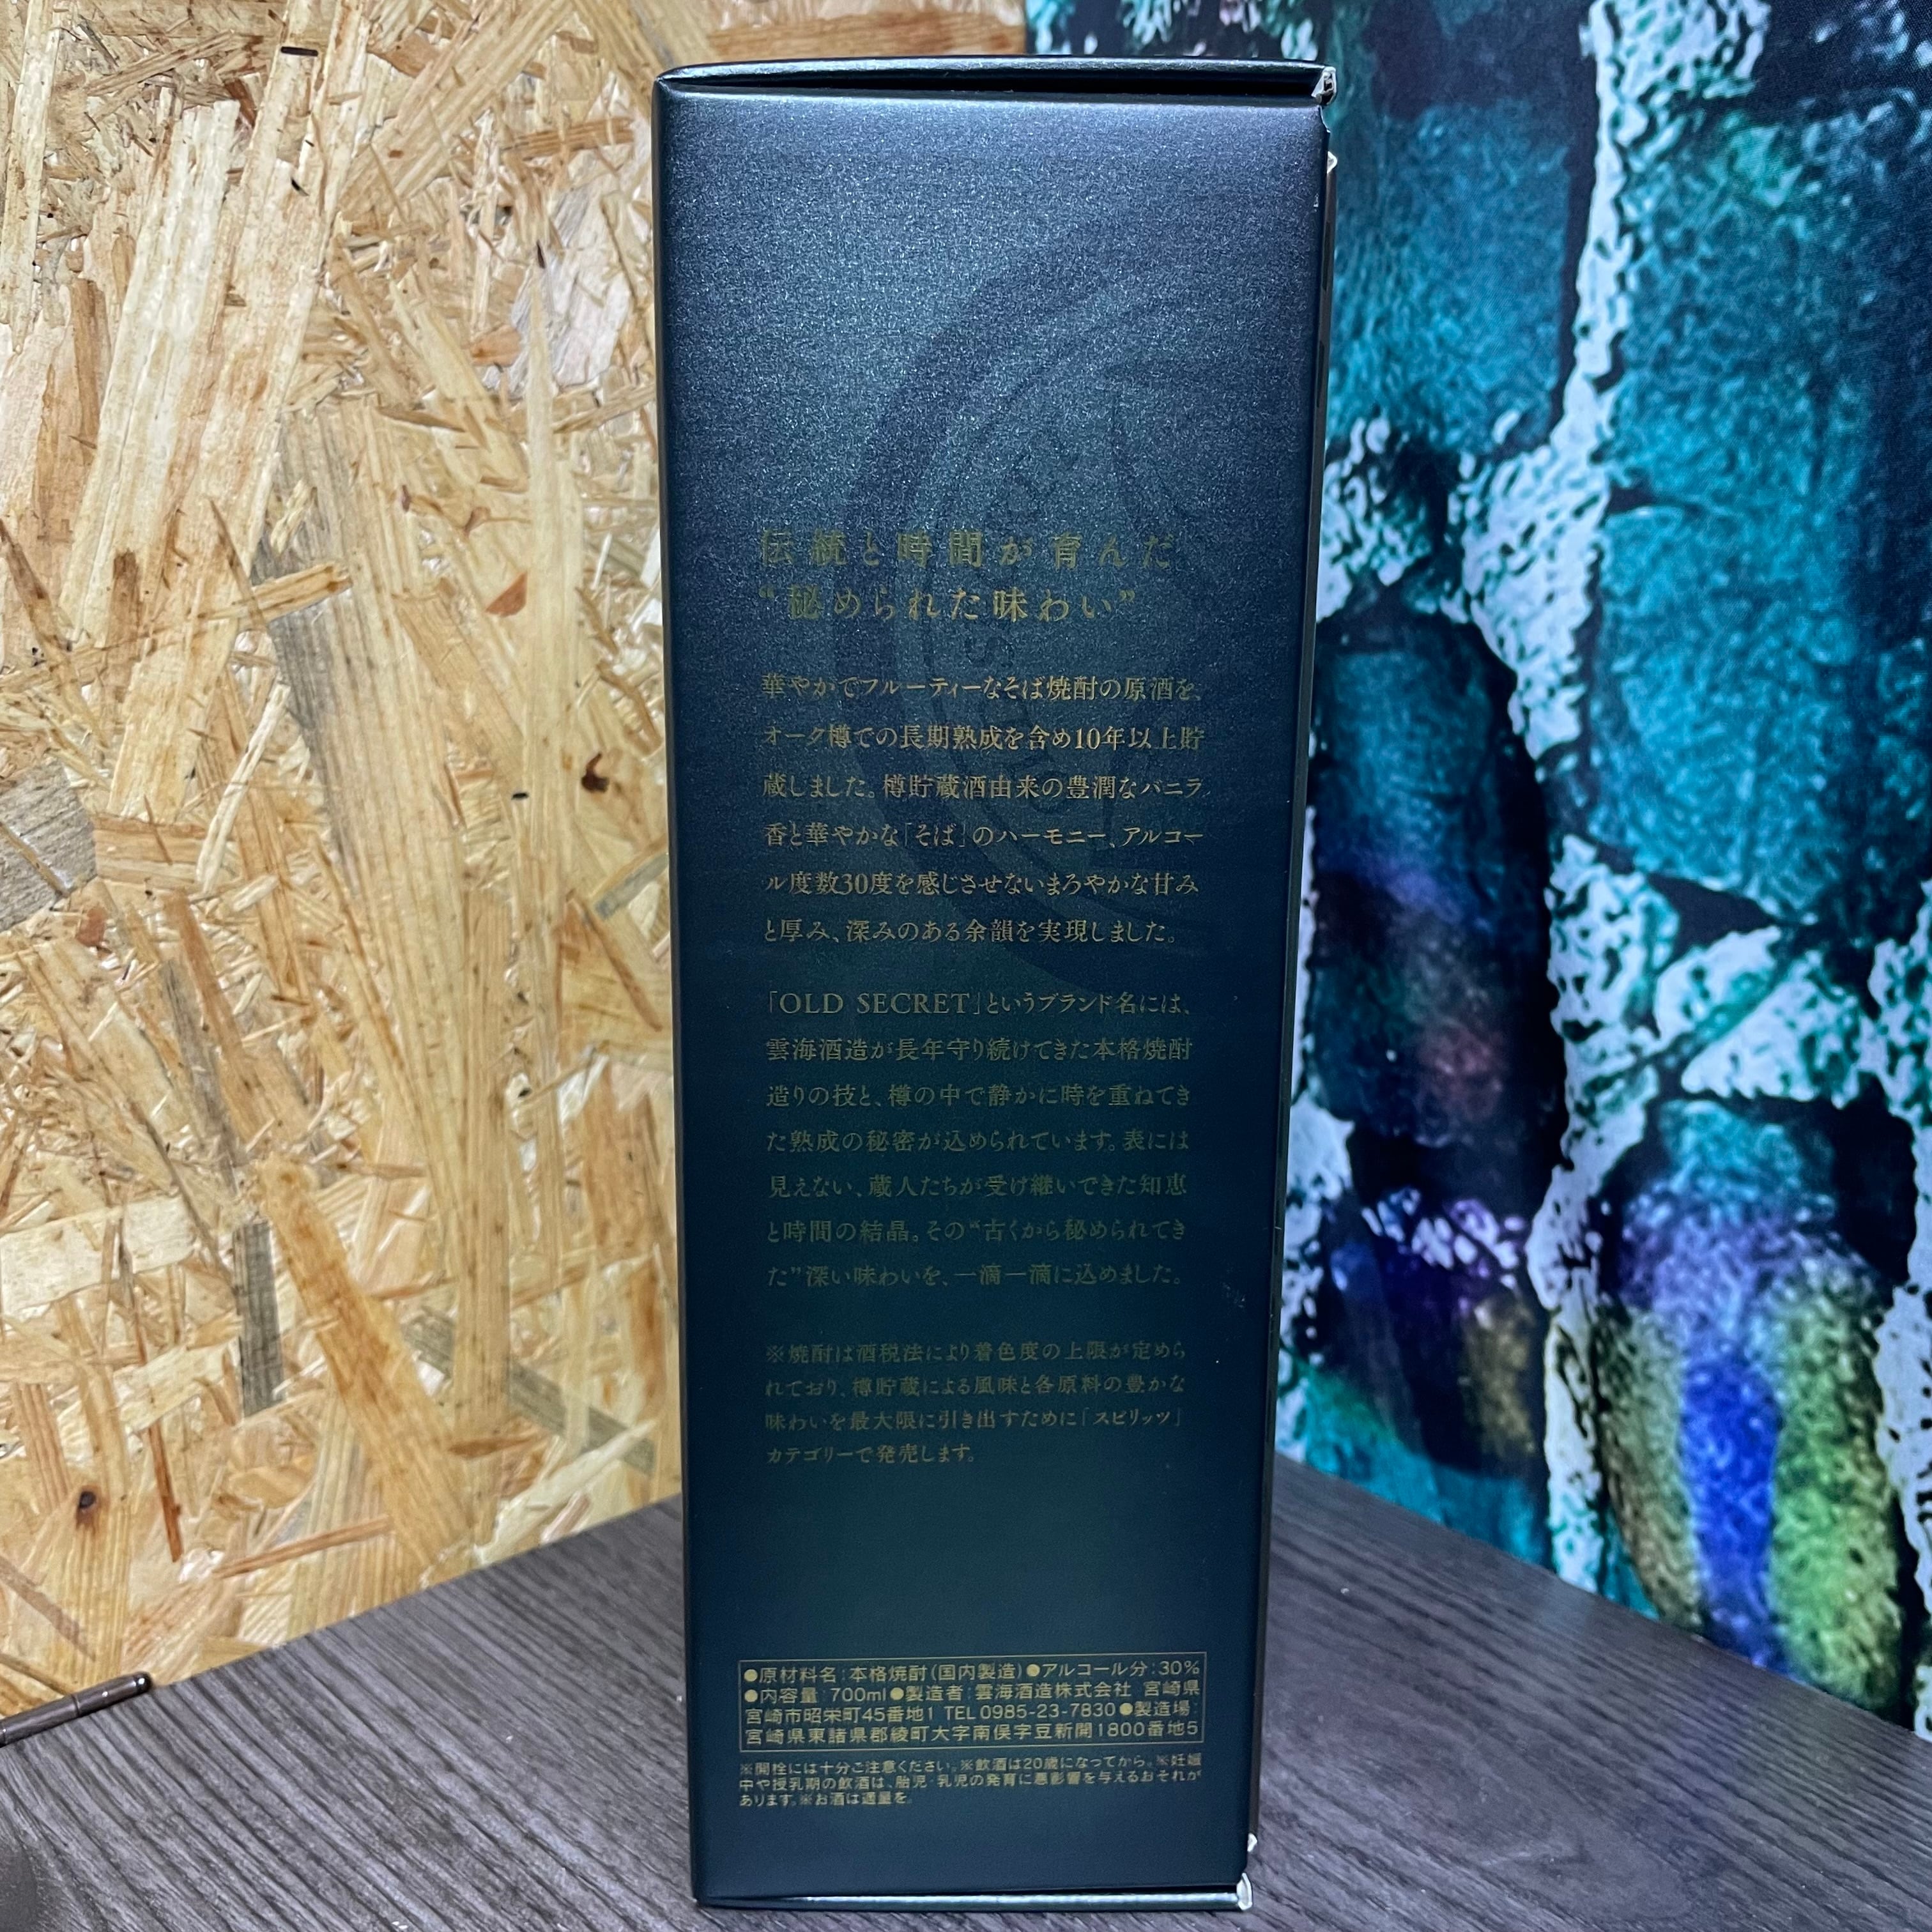 伝統と時間が育んだ
“秘められた味わい”
華やかでフルーティーなそば焼酎の原酒を、
オーク樽での長期熟成を含め10年以上貯
蔵しました。樽貯蔵酒由来の豊潤なバニラ
香と華やかな「そば」のハーモニー、アルコー
ル度数30度を感じさせないまろやかな甘み
と厚み、深みのある余韻を実現しました。
「OLD SECRET」というブランド名には、
雲海酒造が長年守り続けてきた本格焼酎
造りの技と、樽の中で静かに時を重ねてき
た熟成の秘密が込められています。表には
見えない、蔵人たちが受け継いできた知恵
と時間の結晶。その“古くから秘められてき
た”深い味わいを、一滴一滴に込めました。
※焼酎は酒税法により着色度の上限が定めら
れており、樽貯蔵による風味と各原料の豊かな
味わいを最大限に引き出すために「スピリッツ」
カテゴリーで発売します。
●原材料名:本格焼酎(国内製造)●アルコール分:30%
●内容量:700ml●製造者:雲海酒造株式会社 宮崎県
宮崎市昭栄町45番地1 TEL0985-23-7830●製造場:
宮崎県東諸県郡綾町大字南俣字豆新開1800番地5
※開栓には十分ご注意ください。※飲酒は20歳になってから。※妊娠
中や授乳期の飲酒は、胎児・乳児の発育に悪影響を与えるおそれが
あります。※お酒は適量を。